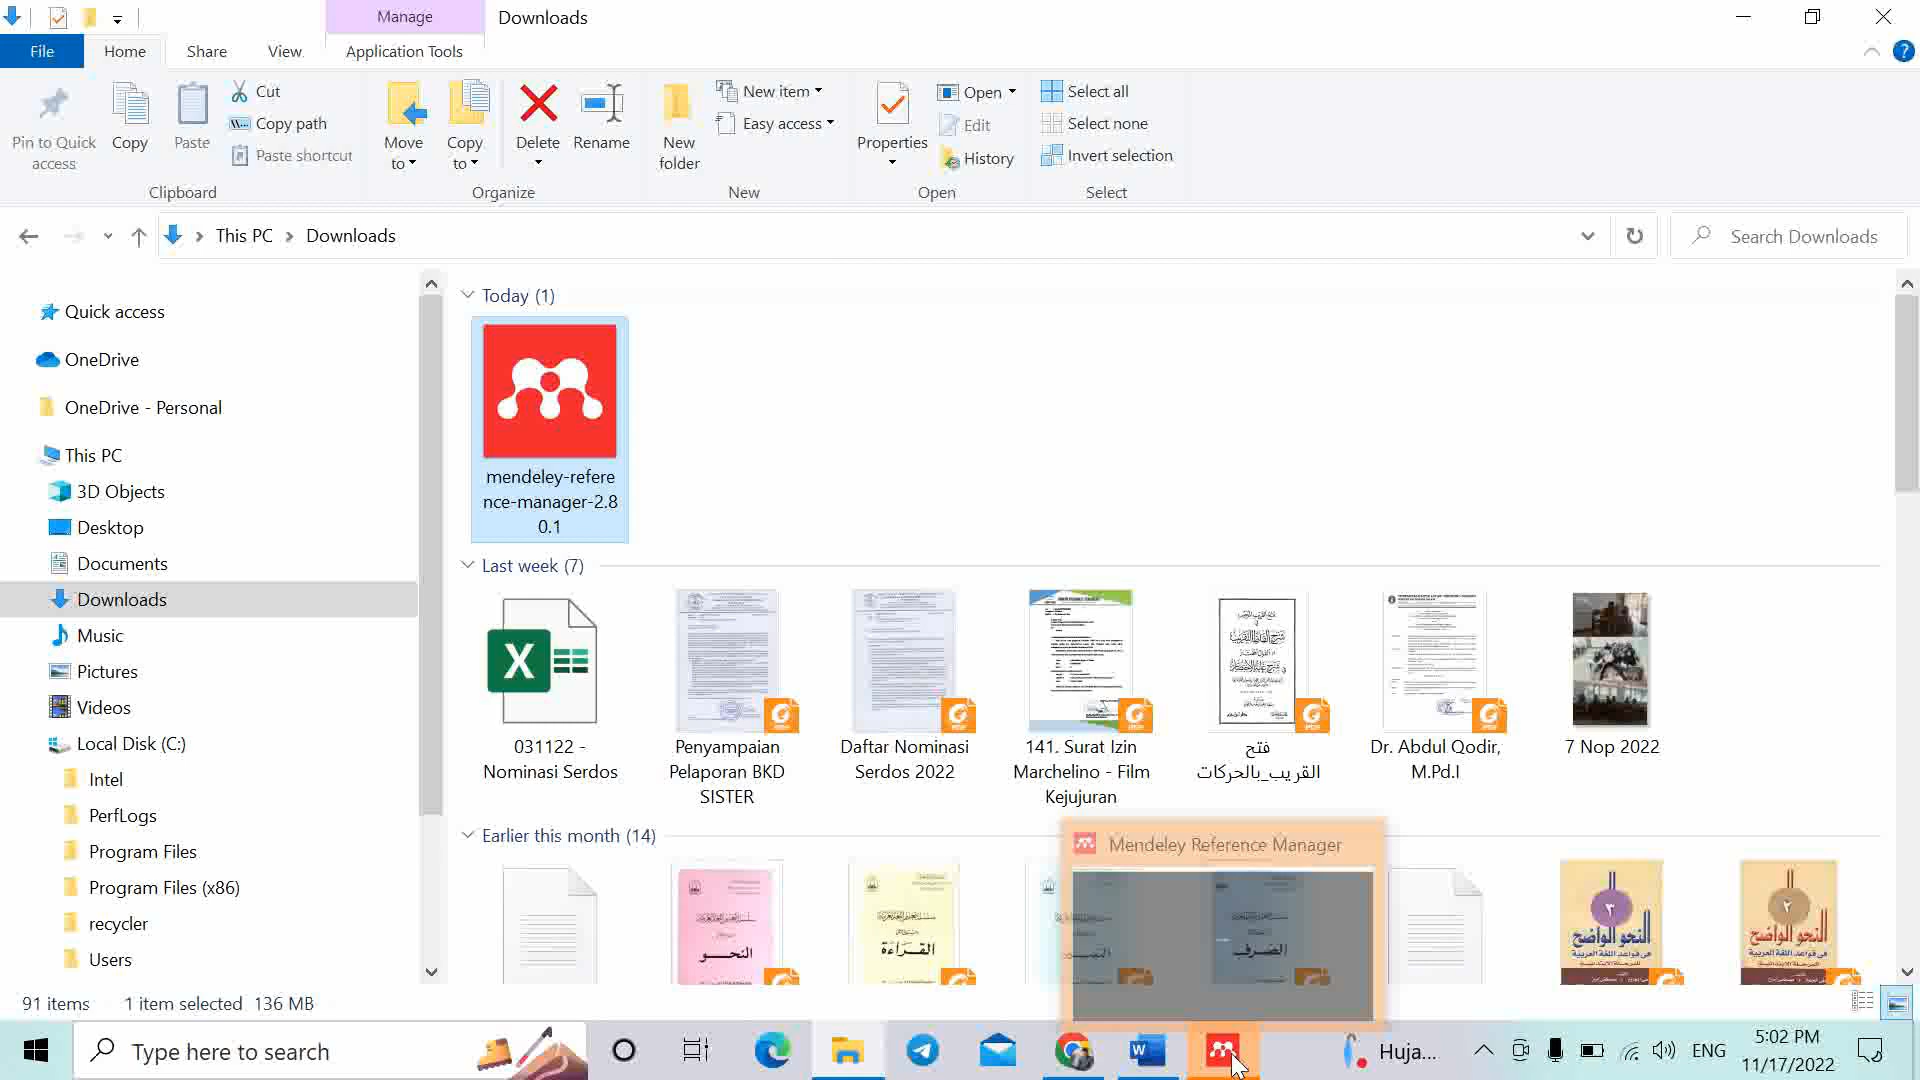 Manage
Downloads
File
Home
Share
View
Application Tools
Pin to Quick
access
Copy
Paste
Cut
Copy path
Paste shortcut
Clipboard
Move
to
Copy
to
Delete
Rename
Organize
New
folder
New item
Easy access
New
Properties
Open
Edit
History
Open
Select all
Select none
Invert selection
Select
This PC
Downloads
Search Downloads
Quick access
OneDrive
OneDrive - Personal
This PC
3D Objects
Desktop
Documents
Downloads
Music
Pictures
Videos
Local Disk (C:)
Intel
PerfLogs
Program Files
Program Files (x86)
recycler
Users
Today (1)
mendeley-refere
nce-manager-2.8
0.1
Last week (7)
031122 -
Nominasi Serdos
Penyampaian
Pelaporan BKD
SISTER
Daftar Nominasi
Serdos 2022
141. Surat Izin
Marchelino - Film
Kejujuran
فتح
القريب_بالحركات
Dr. Abdul Qodir,
M.Pd.I
7 Nop 2022
Earlier this month (14)
Mendeley Reference Manager
النحو
القراءة
الصرف
النحو الواضح
النحو الواضح
91 items
1 item selected
136 MB
Type here to search
Huja...
ENG
5:02 PM
11/17/2022